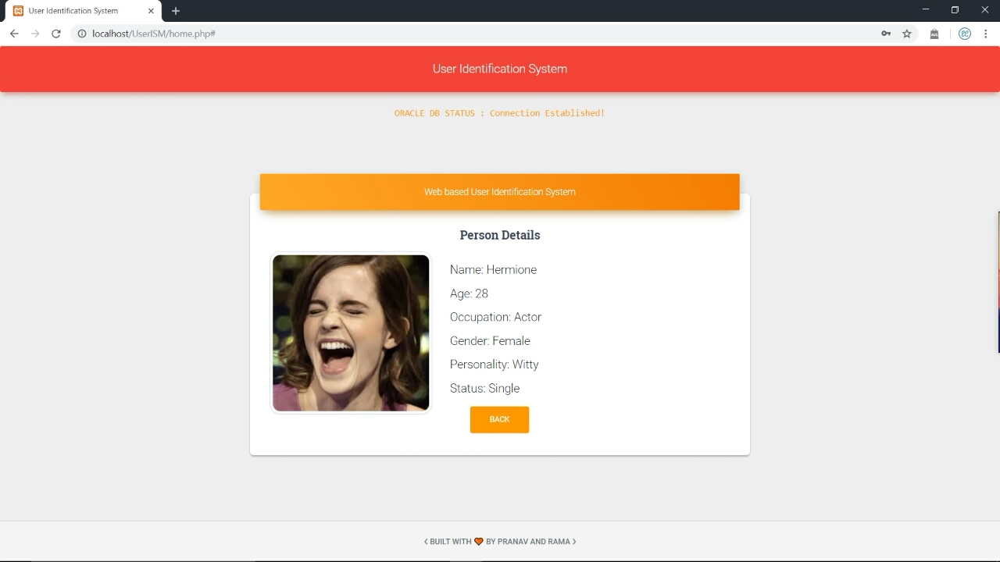 User Identification System
localhost/UserISM/home.php#
User Identification System
ORACLE DB STATUS : Connection Established!
Web based User Identification System
Person Details
Name: Hermione
Age: 28
Occupation: Actor
Gender: Female
Personality: Witty
Status: Single
BACK
BUILT WITH 🧡 BY PRANAV AND RAMA